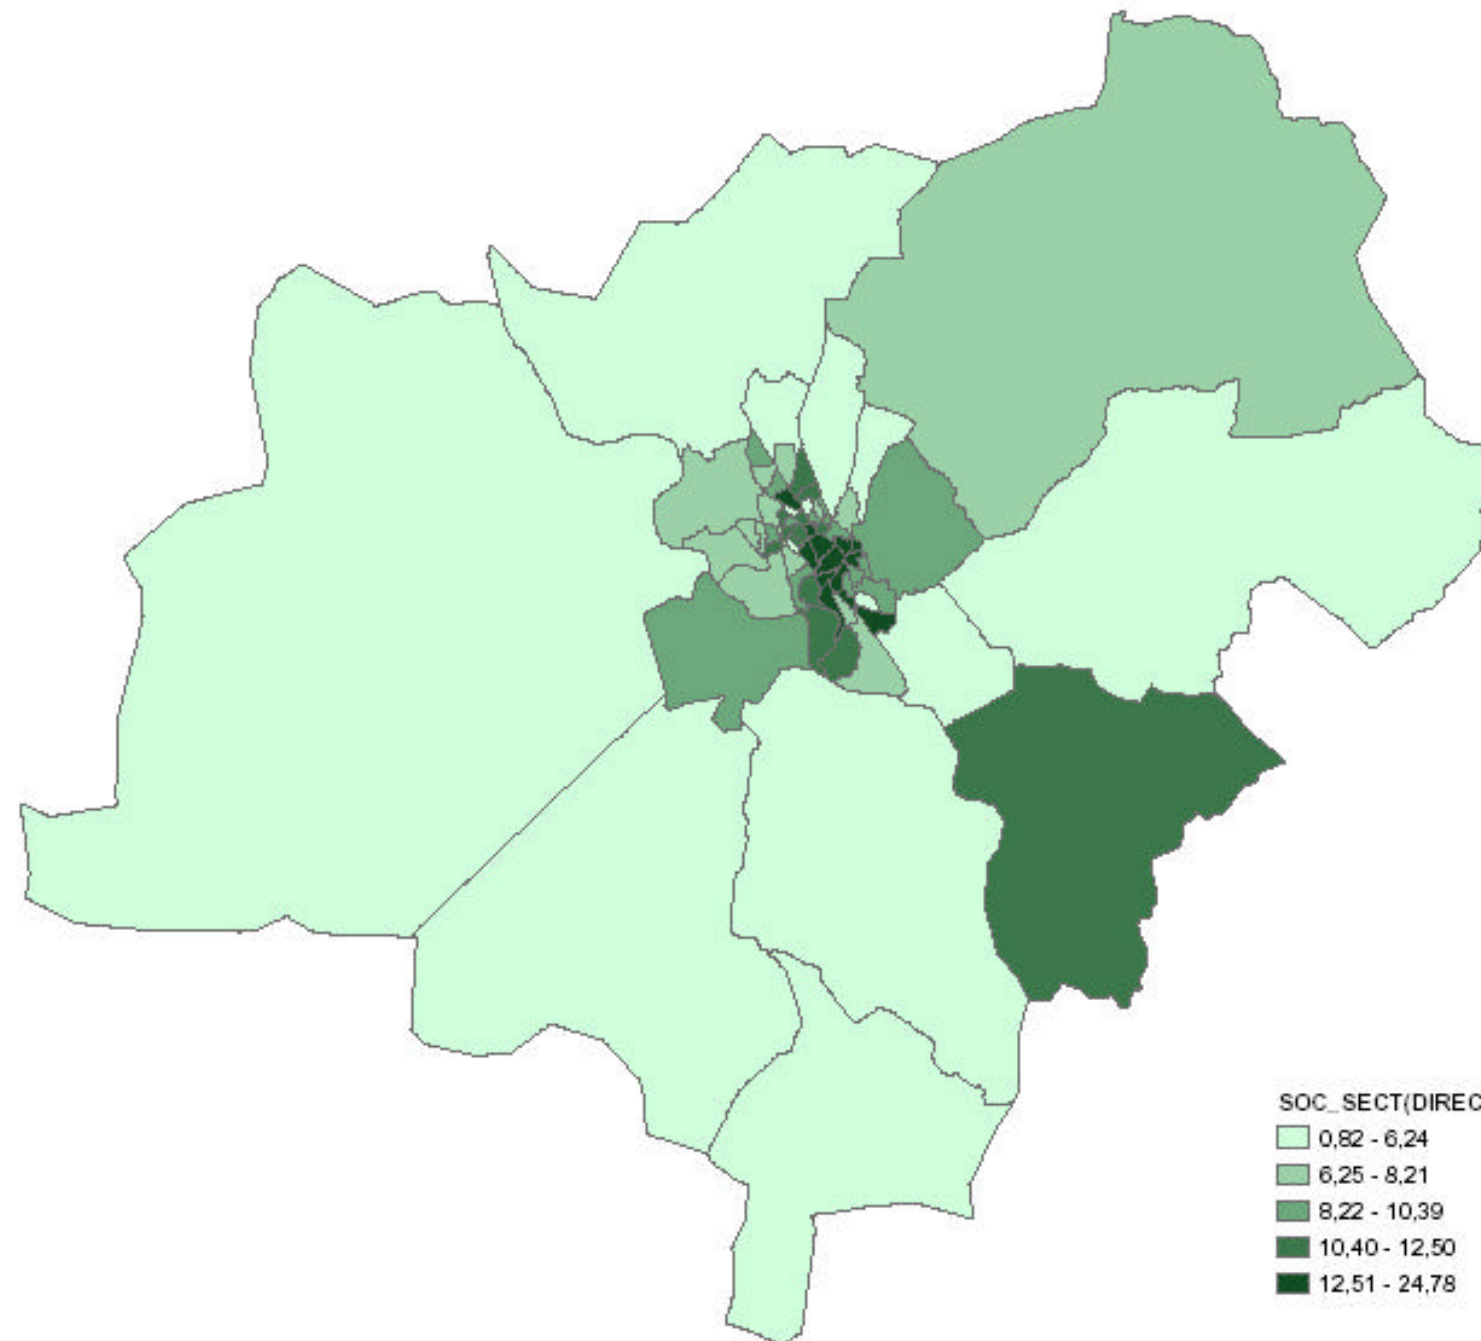 SOC_SECT(DIREC
0,82 - 6,24
6,25 - 8,21
8,22 - 10,39
10,40 - 12,50
12,51 - 24,78